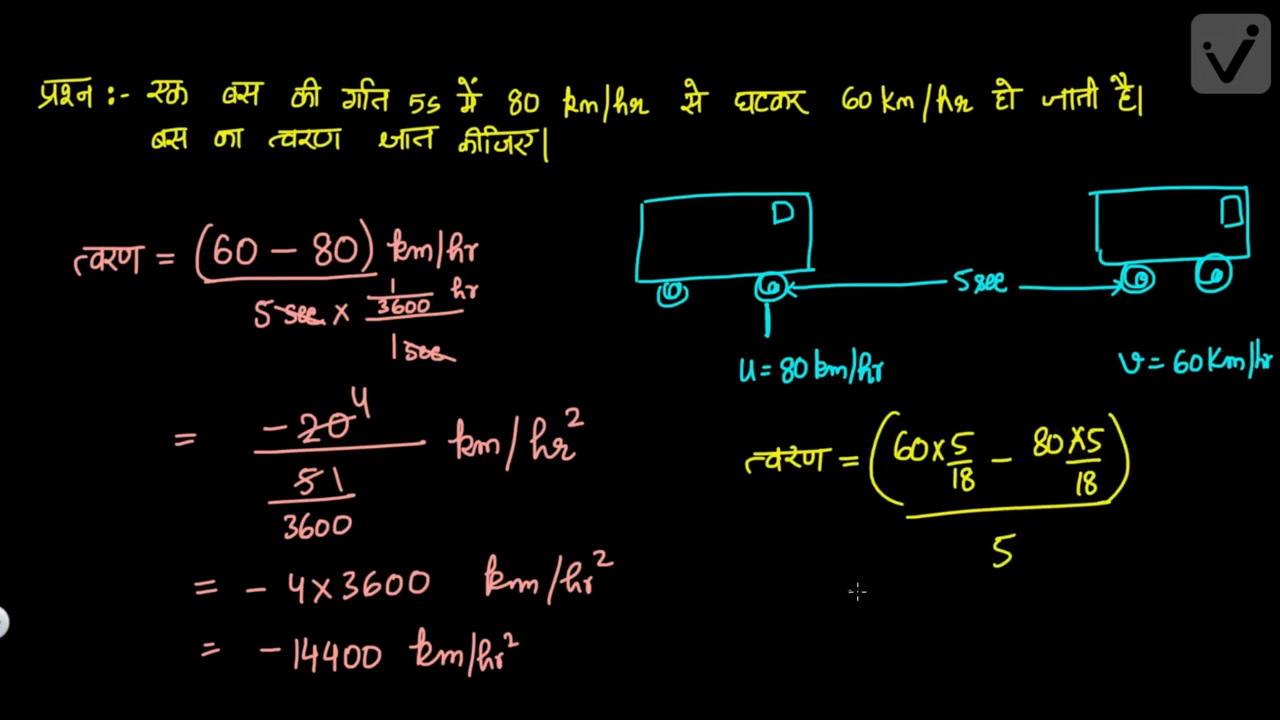 प्रश्न :- एक बस की गति 5s में 80 km/hr से घटकर 60 km/hr हो जाती है।
बस का त्वरण ज्ञात कीजिए।
त्वरण = (60 - 80) km/hr
5 sec × 1/3600 hr
1 sec
= -20 4 km/hr²
5 1
3600
= - 4 × 3600 km/hr²
= - 14400 km/hr²
5 sec
u = 80 km/hr
v = 60 Km/hr
त्वरण = (60 × 5/18 - 80 × 5/18)
5